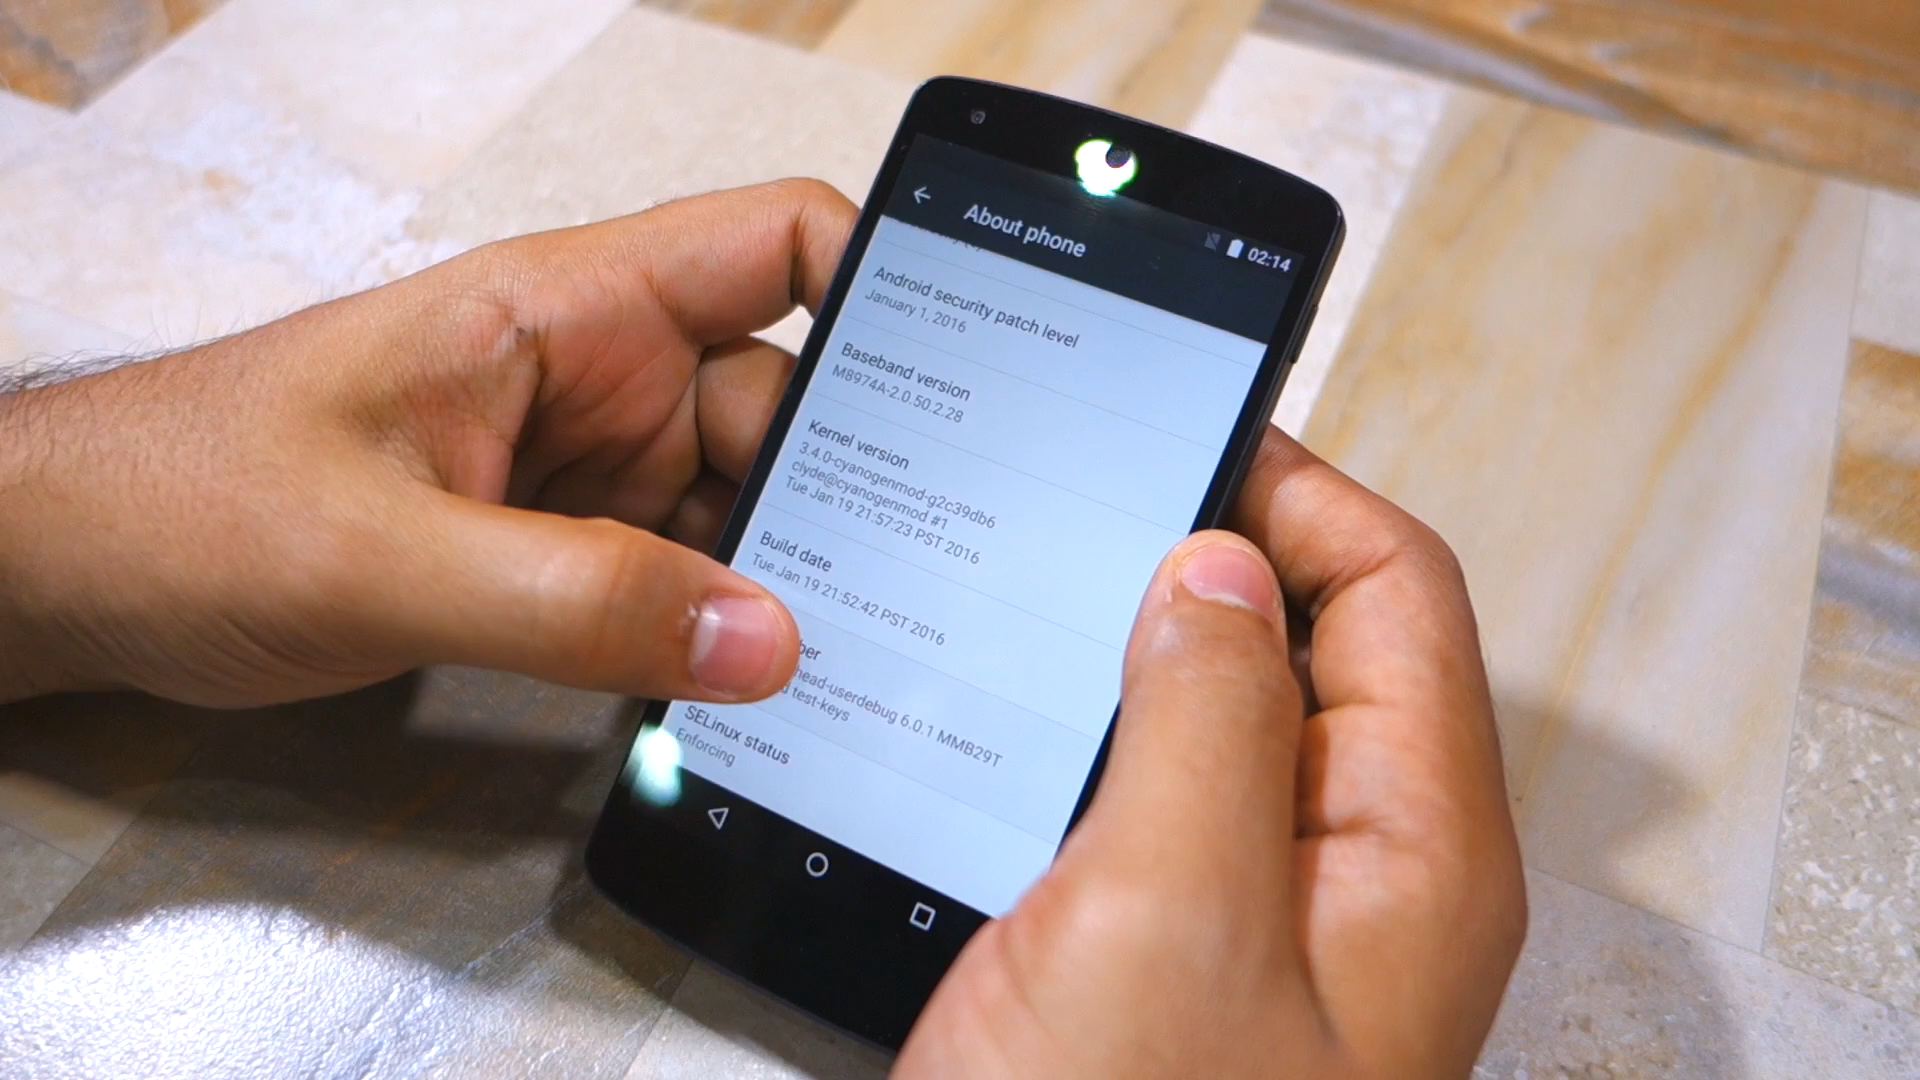 About phone
02:14
Android security patch level
January 1, 2016
Baseband version
M8974A-2.0.50.2.28
Kernel version
3.4.0-cyanogenmod-g2c39db6
clyde@cyanogenmod #1
Tue Jan 19 21:57:23 PST 2016
Build date
Tue Jan 19 21:52:42 PST 2016
ber
head-userdebug 6.0.1 MMB29T
test-keys
SELinux status
Enforcing